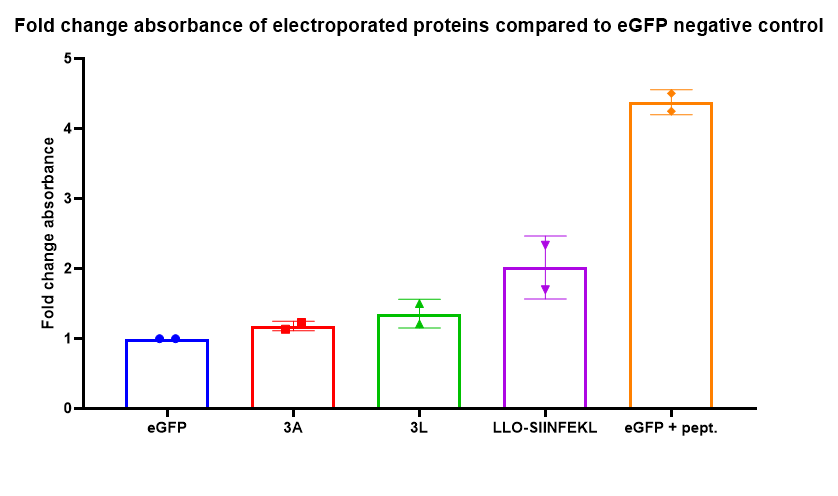 Fold change absorbance of electroporated proteins compared to eGFP negative control
Fold change absorbance
5
4
3
2
1
0
eGFP
3A
3L
LLO-SIINFEKL
eGFP + pept.